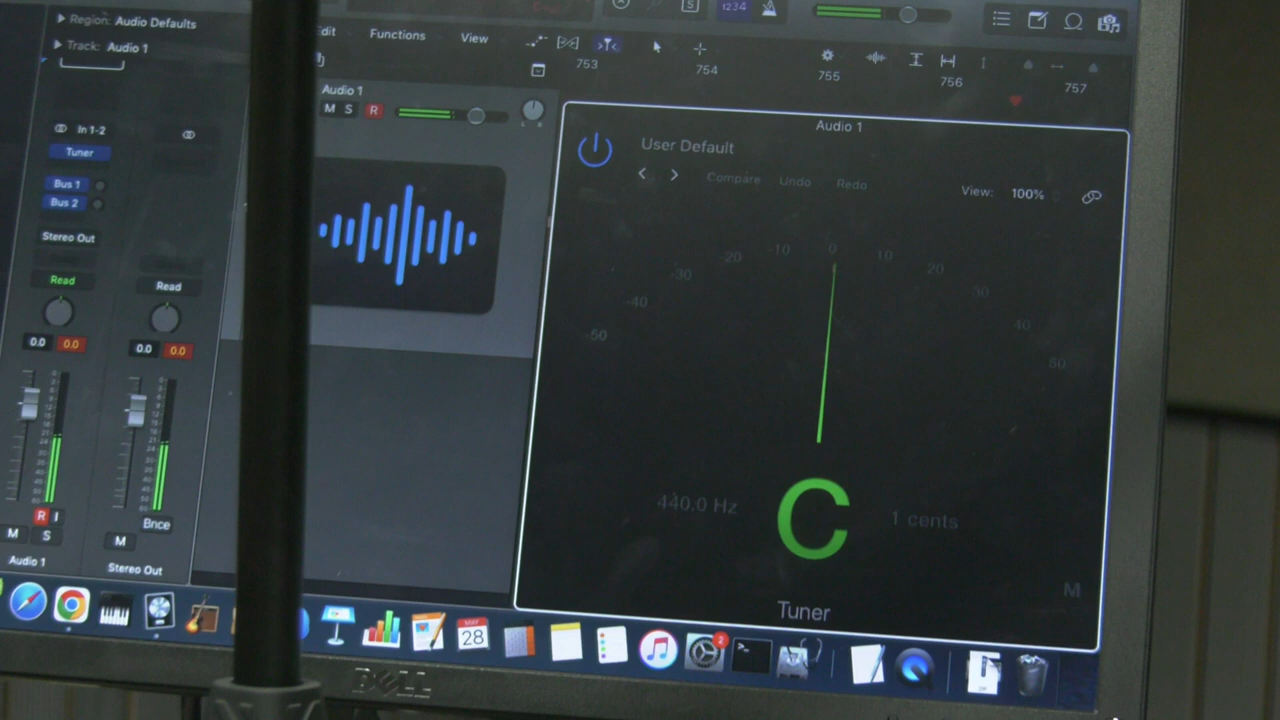 Region: Audio Defaults
Track: Audio 1
In 1-2
Tuner
Bus 1
Bus 2
Stereo Out
Read
Read
0.0 0.0
0.0 0.0
R I
M S
Bnce
M
Audio 1
Stereo Out
dit Functions View
S
1234
753 754 755 756 757
Audio 1
M S R
L R
Audio 1
User Default
Compare Undo Redo
View: 100%
-50 -40 -30 -20 -10 0 10 20 30 40 50
440.0 Hz
C
1 cents
M
Tuner
MAY
28
2
DELL